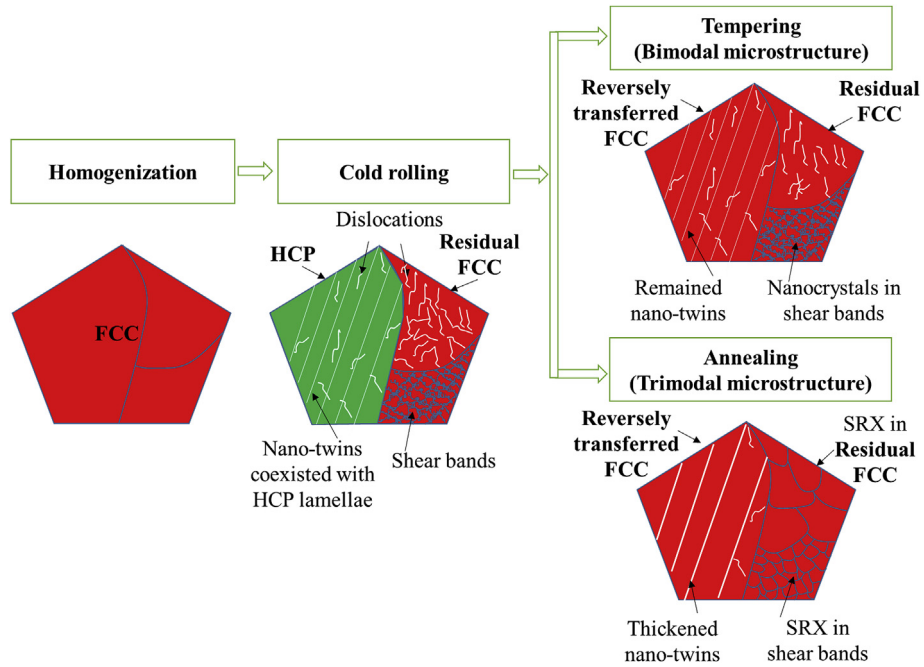 Homogenization
FCC
Cold rolling
Dislocations
HCP
Residual
FCC
Nano-twins
coexisted with
HCP lamellae
Shear bands
Tempering
(Bimodal microstructure)
Reversely
transferred
FCC
Residual
FCC
Remained
nano-twins
Nanocrystals in
shear bands
Annealing
(Trimodal microstructure)
Reversely
transferred
FCC
SRX in
Residual
FCC
Thickened
nano-twins
SRX in
shear bands